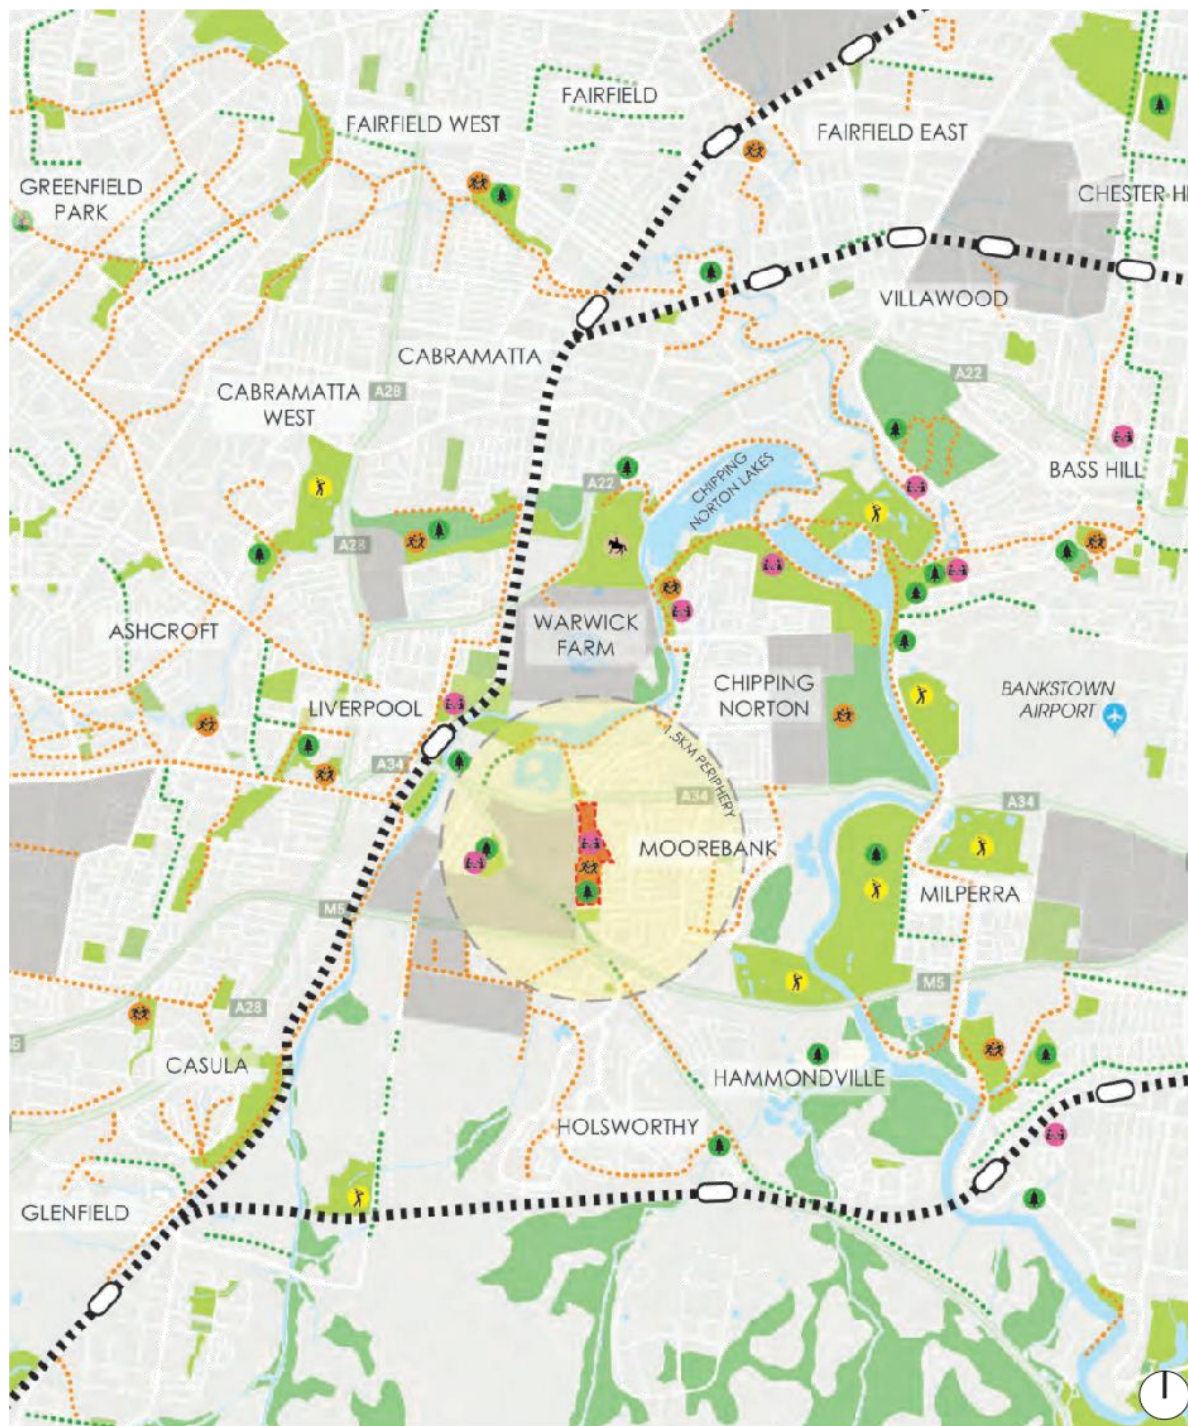 FAIRFIELD
FAIRFIELD WEST
FAIRFIELD EAST
GREENFIELD
PARK
CHESTER HI
VILLAWOOD
CABRAMATTA
A22
A28
CABRAMATTA
WEST
BASS HILL
CHIPPING
NORTON LAKES
A22
A28
WARWICK
FARM
ASHCROFT
CHIPPING
NORTON
BANKSTOWN
AIRPORT
LIVERPOOL
1.5KM PERIPHERY
A34
A34
A34
MOOREBANK
MILPERRA
M5
M5
A28
5
CASULA
HAMMONDVILLE
HOLSWORTHY
GLENFIELD